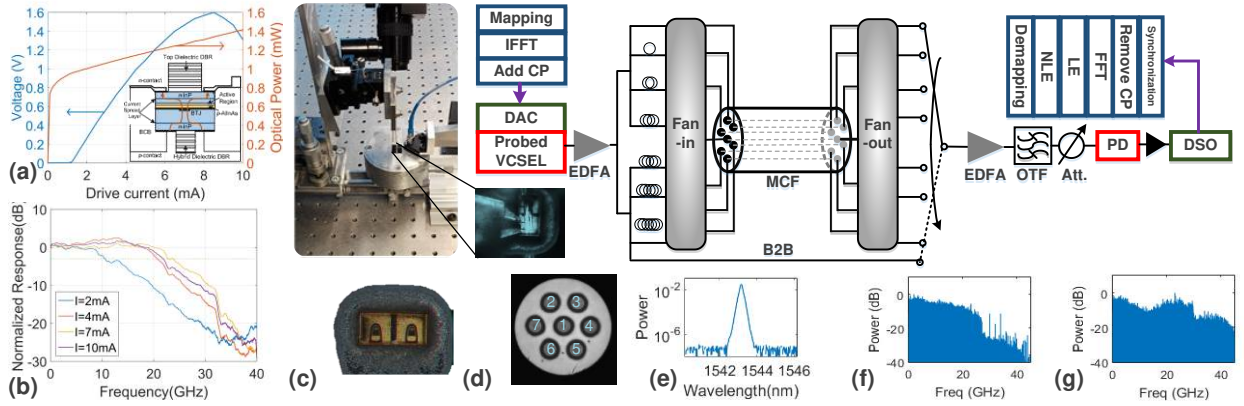 (a)
1.6
1.4
1.2
1.0
0.8
0.6
0.4
0.2
0
Voltage (V)
0
2
4
6
8
10
Drive current (mA)
1.6
1.4
1.2
1
0.8
0.6
0.4
0.2
0
Optical Power (mW)
Top Dielectric DBR
n-contact
n-InP
Active
Region
Current
Spread
Layer
BTJ
p-AlInAs
BCB
n-InP
p-contact
Hybrid Dielectric DBR
(b)
10
0
-10
-20
-30
Normalized Response(dB)
I=2mA
I=4mA
I=7mA
I=10mA
0
10
20
30
40
Frequency(GHz)
(c)
Mapping
IFFT
Add CP
DAC
Probed
VCSEL
EDFA
Fan
-in
MCF
Fan
-out
B2B
EDFA
OTF
Att.
PD
DSO
Demapping
NLE
LE
FFT
Remove CP
Synchronization
(d)
2
3
7
1
4
6
5
(e)
Power
10-2
10-6
1542
1544
1546
Wavelength(nm)
(f)
Power (dB)
0
-20
-40
0
20
40
Freq (GHz)
(g)
Power (dB)
0
-20
-40
0
20
40
Freq (GHz)